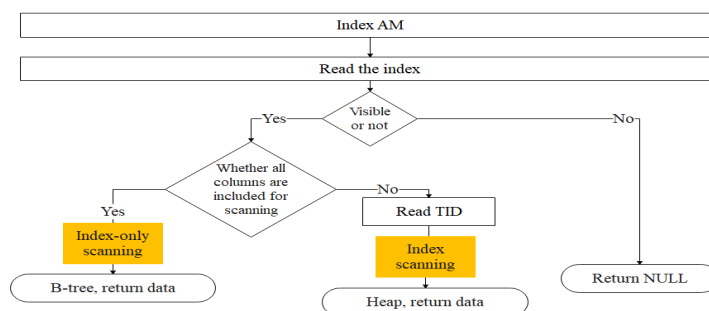 Index AM
Read the index
Visible
or not
Yes
No
Whether all
columns are
included for
scanning
Yes
No
Read TID
Index-only
scanning
Index
scanning
Return NULL
B-tree, return data
Heap, return data